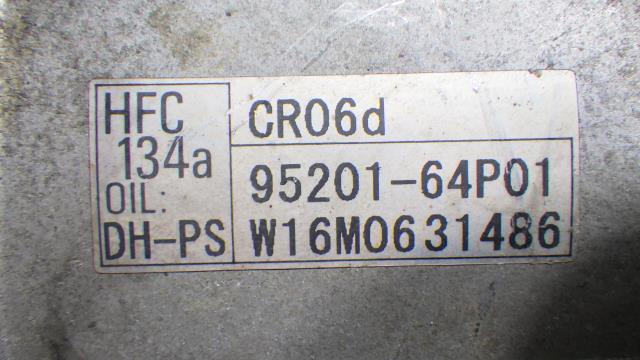 HFC
134a
OIL:
DH-PS
CR06d
95201-64P01
W16M0631486